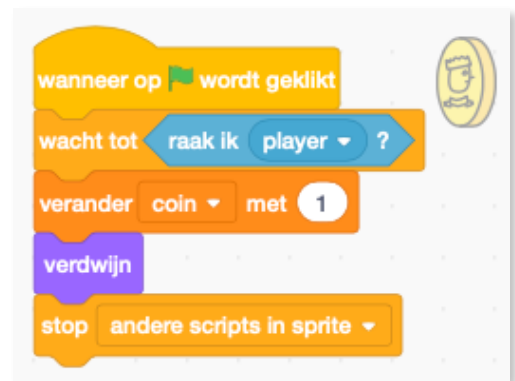 wanneer op wordt geklikt
wacht tot raak ik player ?
verander coin met 1
verdwijn
stop andere scripts in sprite